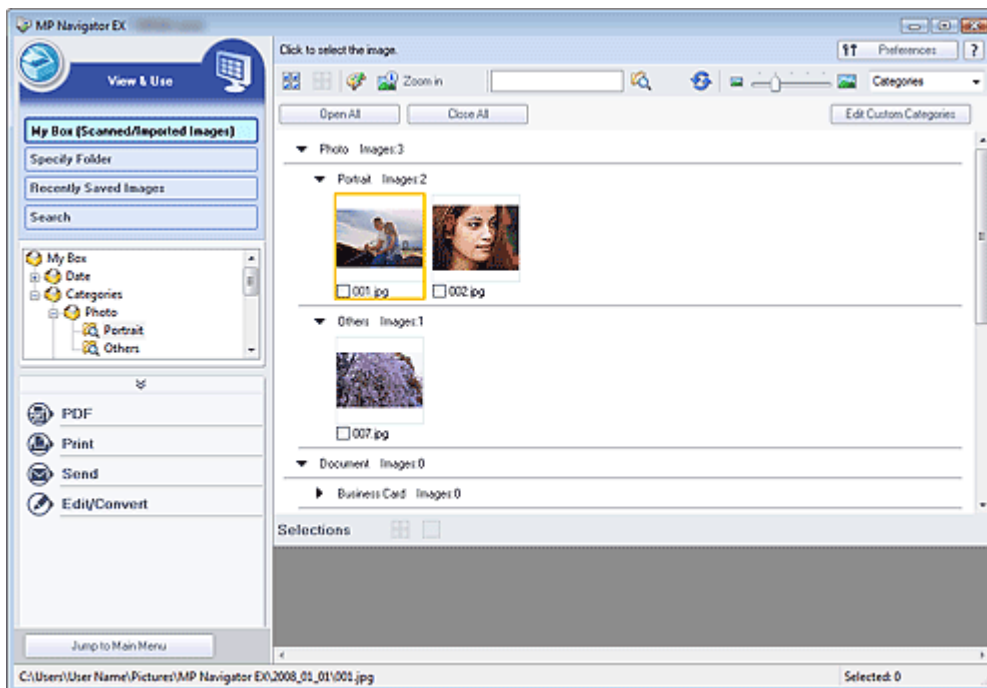 MP Navigator EX
View & Use
My Box (Scanned/Imported Images)
Specify Folder
Recently Saved Images
Search
My Box
Date
Categories
Photo
Portrait
Others
PDF
Print
Send
Edit/Convert
Jump to Main Menu
Click to select the image.
Preferences
?
Zoom in
Categories
Open All
Close All
Edit Custom Categories
Photo Images:3
Portrait Images:2
001.jpg
002.jpg
Others Images:1
007.jpg
Document Images:0
Business Card Images:0
Selections
C:\Users\User Name\Pictures\MP Navigator EX\2008_01_01\001.jpg
Selected: 0